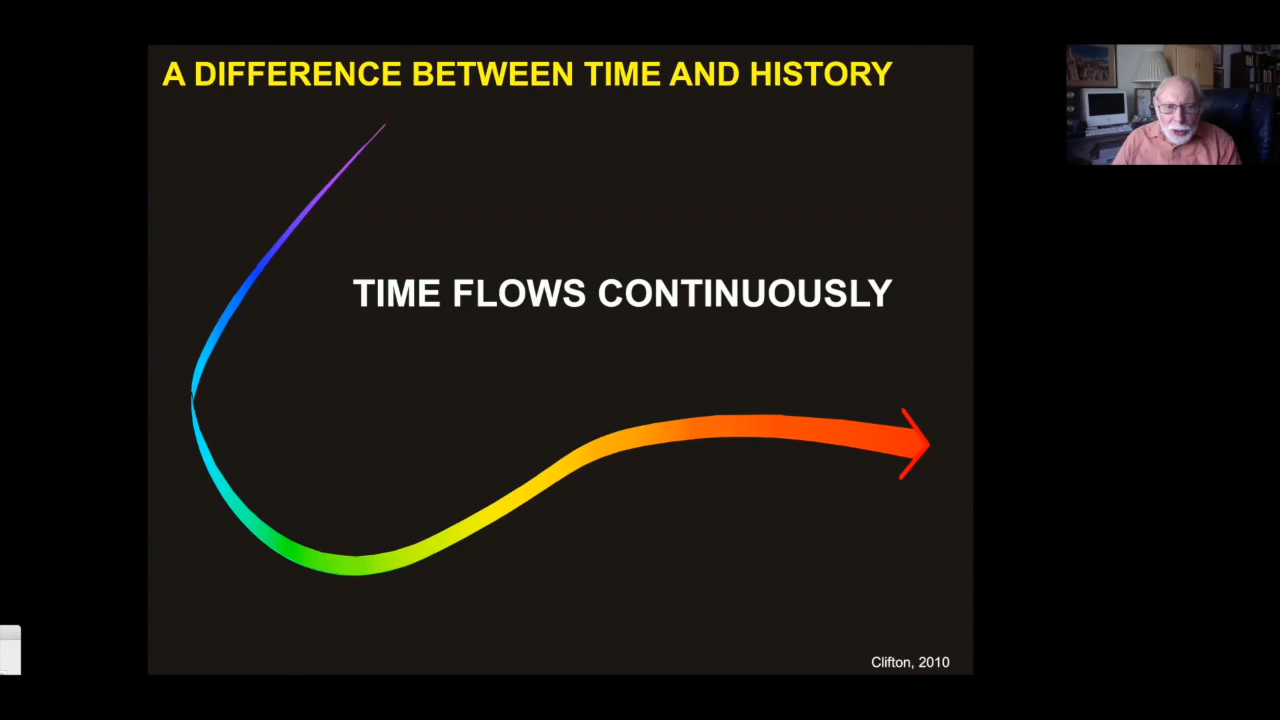 A DIFFERENCE BETWEEN TIME AND HISTORY
TIME FLOWS CONTINUOUSLY
Clifton, 2010